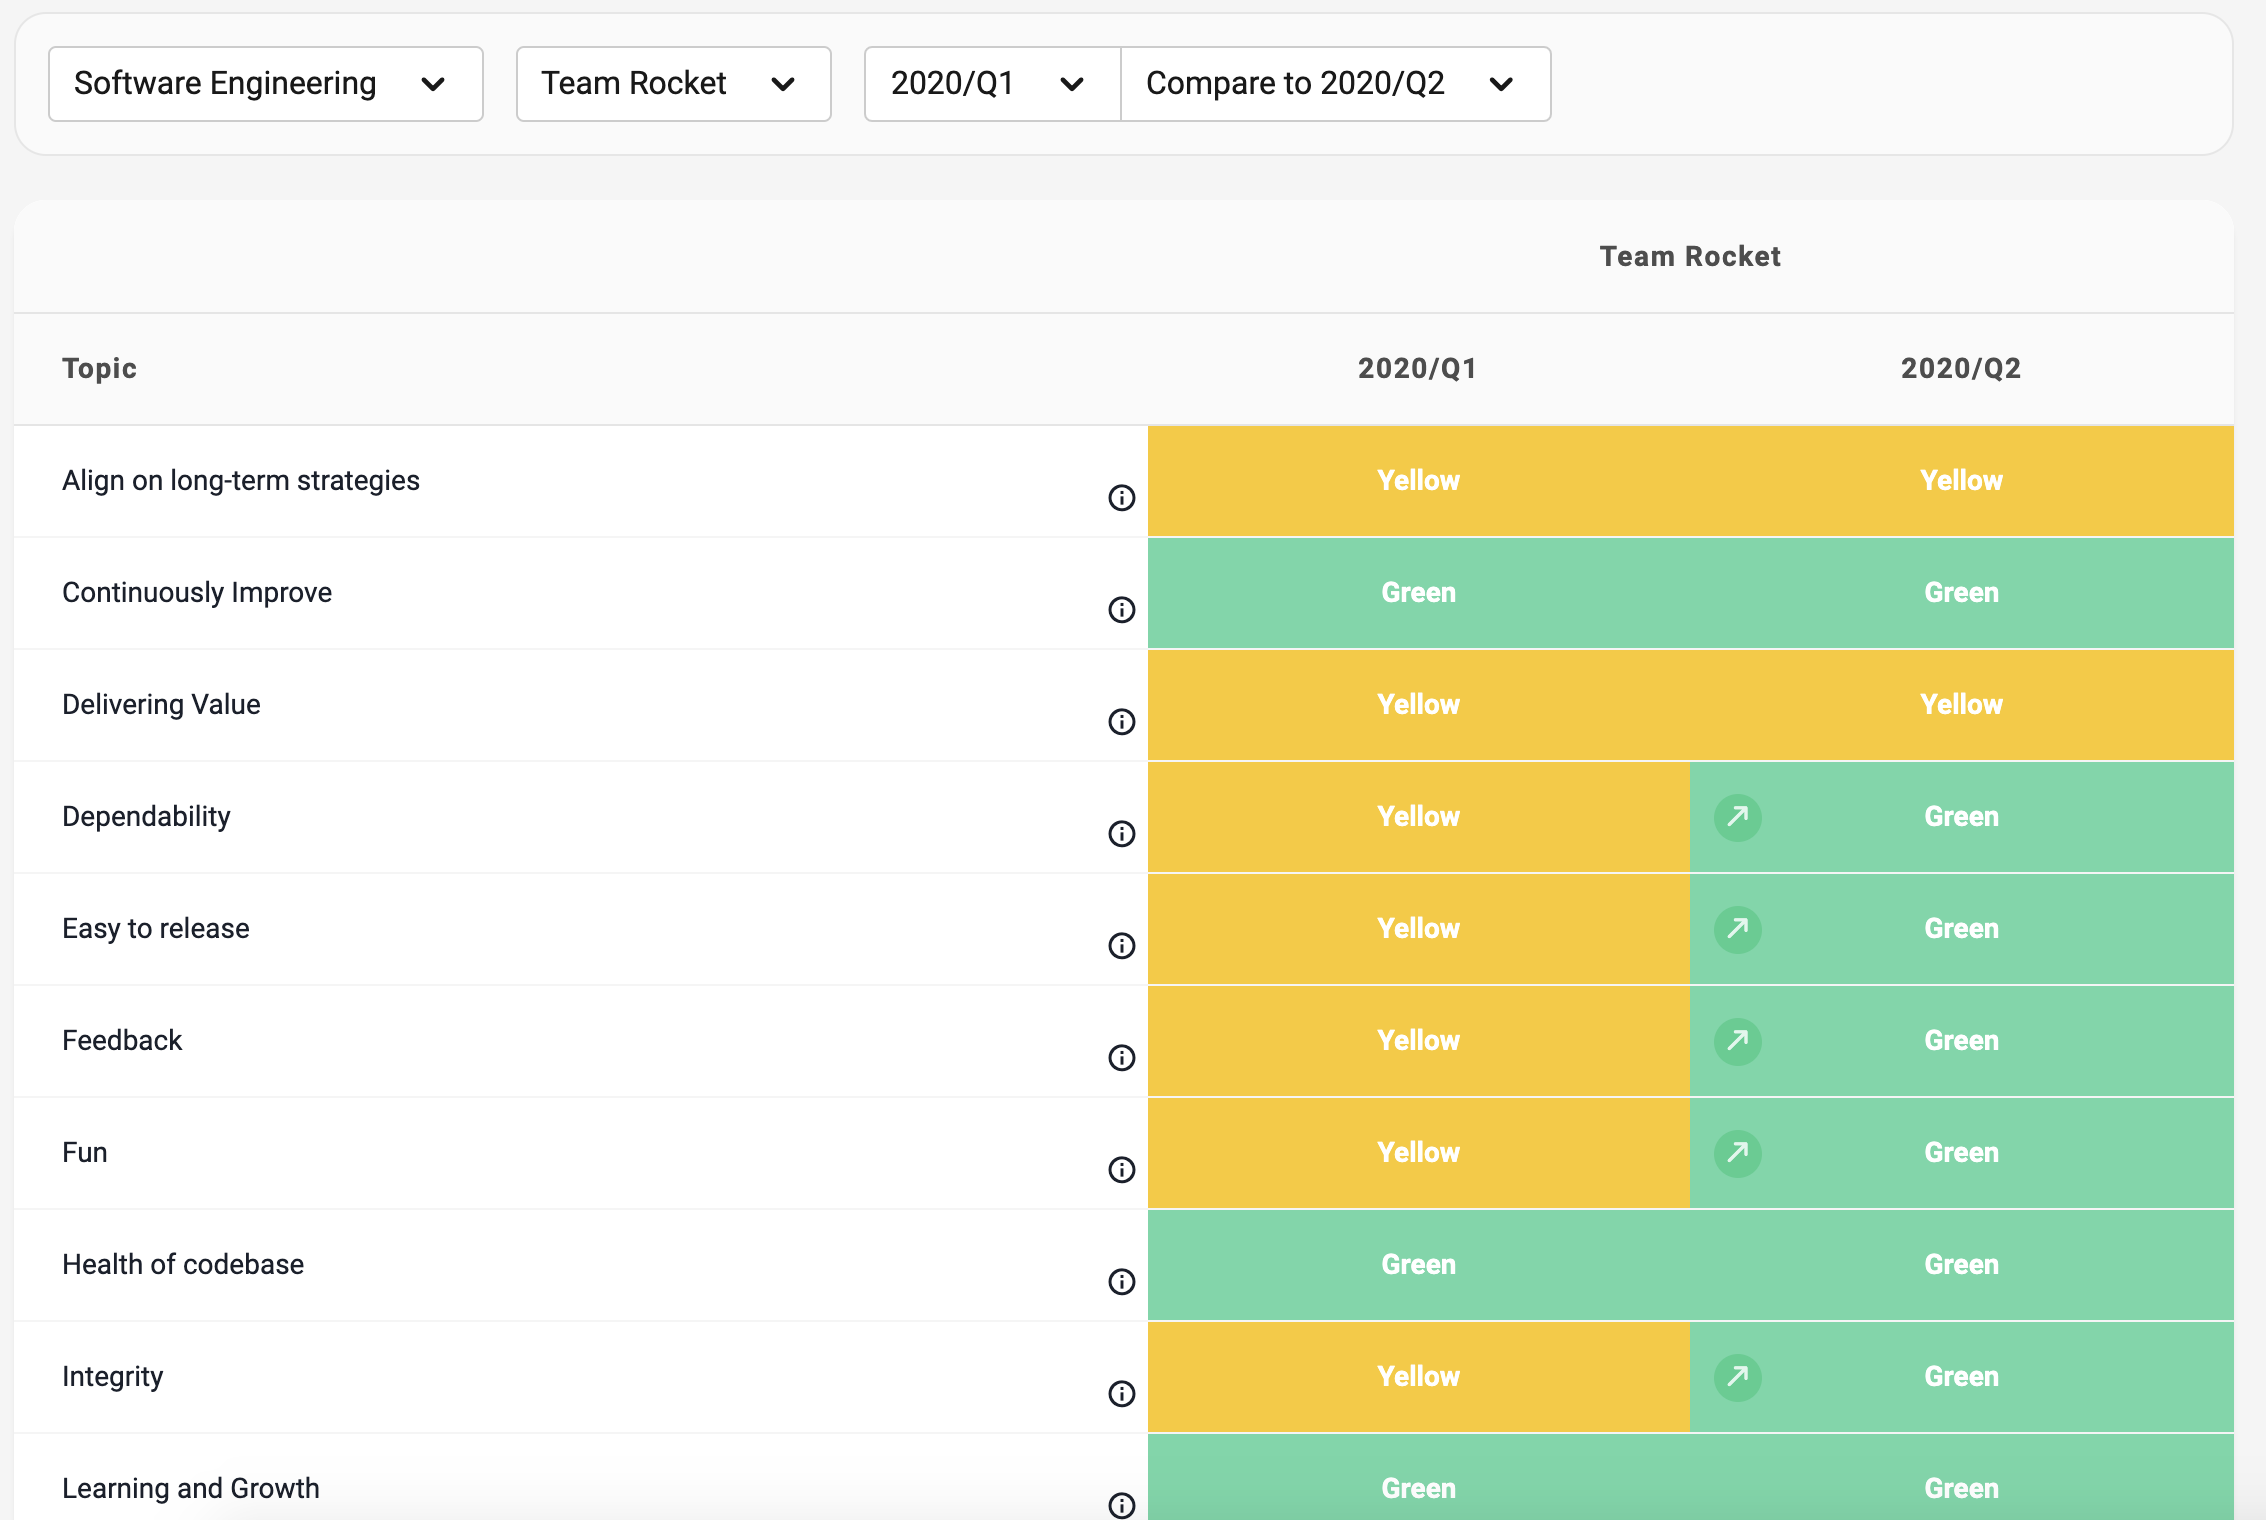 Software Engineering Team Rocket 2020/Q1 Compare to 2020/Q2
Team Rocket
Topic 2020/Q1 2020/Q2
Align on long-term strategies Yellow Yellow
Continuously Improve Green Green
Delivering Value Yellow Yellow
Dependability Yellow Green
Easy to release Yellow Green
Feedback Yellow Green
Fun Yellow Green
Health of codebase Green Green
Integrity Yellow Green
Learning and Growth Green Green